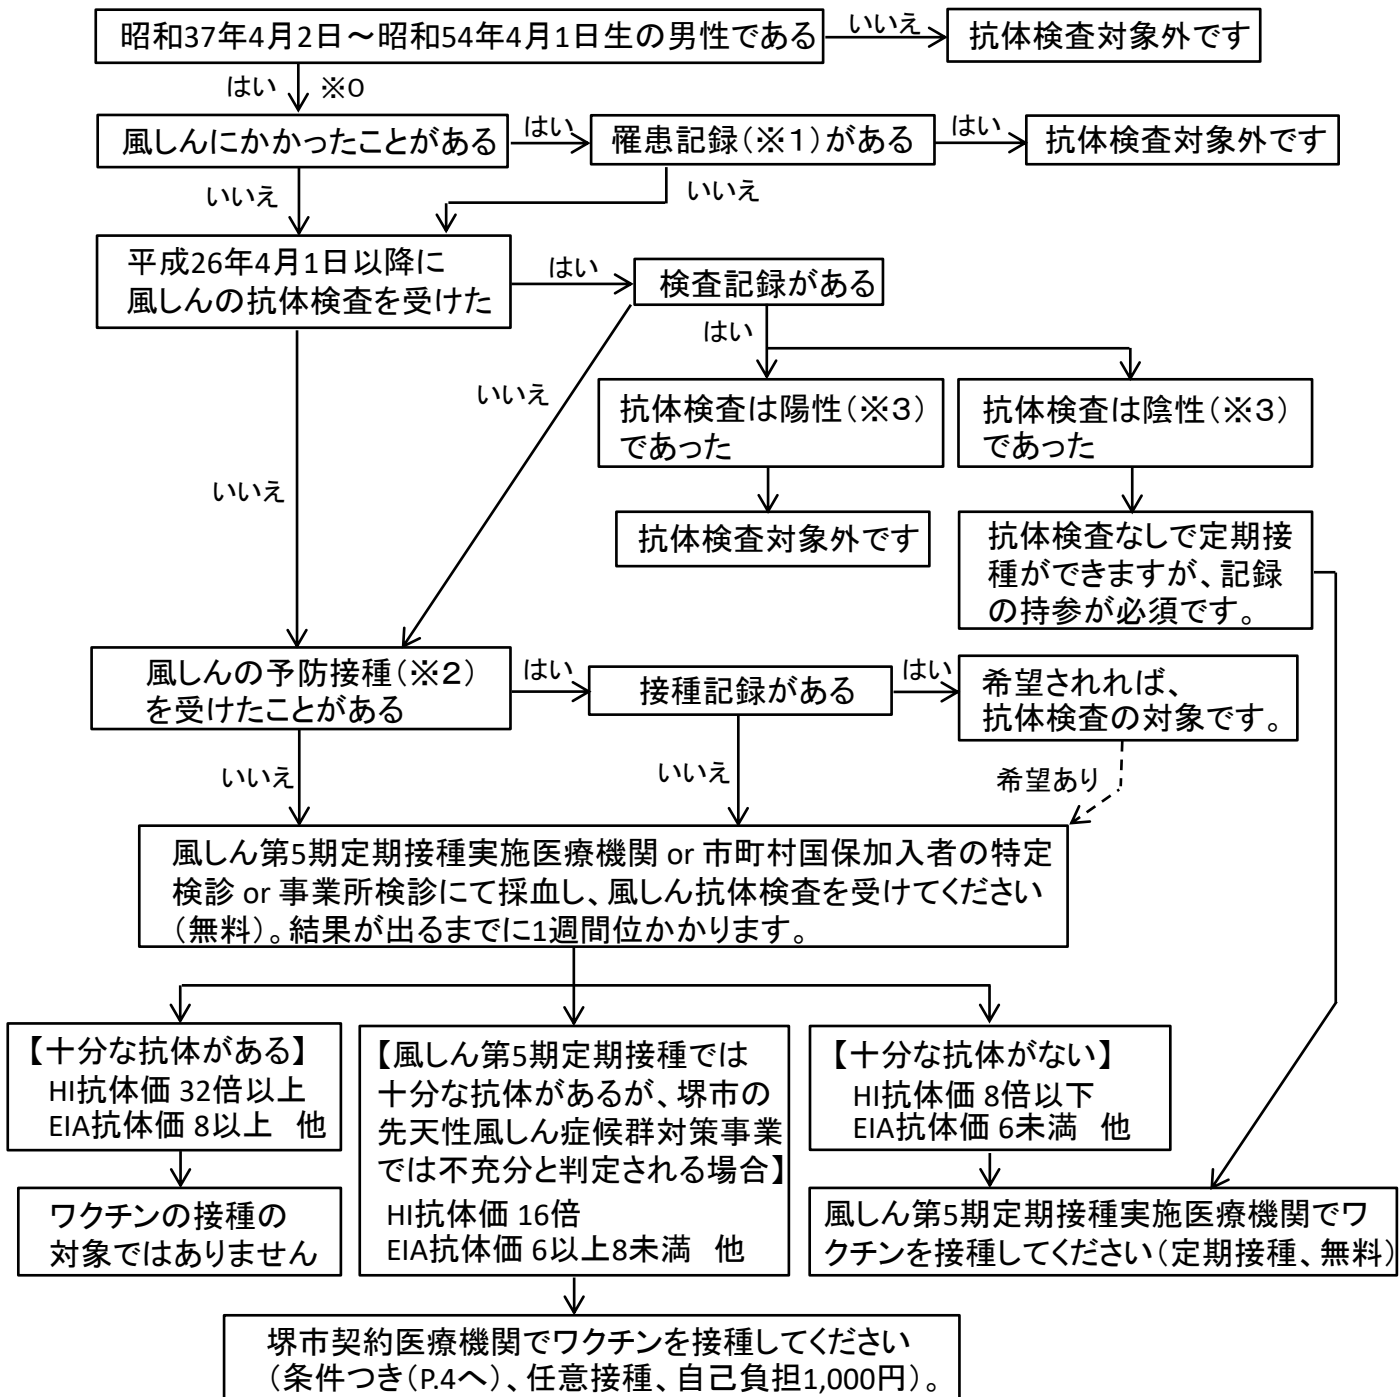 昭和37年4月2日～昭和54年4月1日生の男性である
いいえ
抗体検査対象外です
はい
※0
風しんにかかったことがある
はい
罹患記録(※1)がある
はい
抗体検査対象外です
いいえ
いいえ
平成26年4月1日以降に
風しんの抗体検査を受けた
はい
検査記録がある
はい
いいえ
抗体検査は陽性(※3)
であった
抗体検査は陰性(※3)
であった
いいえ
抗体検査対象外です
抗体検査なしで定期接
種ができますが、記録
の持参が必須です。
風しんの予防接種(※2)
を受けたことがある
はい
接種記録がある
はい
希望されれば、
抗体検査の対象です。
いいえ
いいえ
希望あり
風しん第5期定期接種実施医療機関 or 市町村国保加入者の特定
検診 or 事業所検診にて採血し、風しん抗体検査を受けてください
(無料)。結果が出るまでに1週間位かかります。
【十分な抗体がある】
HI抗体価 32倍以上
EIA抗体価 8以上 他
【風しん第5期定期接種では
十分な抗体があるが、堺市の
先天性風しん症候群対策事業
では不充分と判定される場合】
HI抗体価 16倍
EIA抗体価 6以上8未満 他
【十分な抗体がない】
HI抗体価 8倍以下
EIA抗体価 6未満 他
ワクチンの接種の
対象ではありません
風しん第5期定期接種実施医療機関でワ
クチンを接種してください(定期接種、無料)
堺市契約医療機関でワクチンを接種してください
(条件つき(P.4へ)、任意接種、自己負担1,000円)。